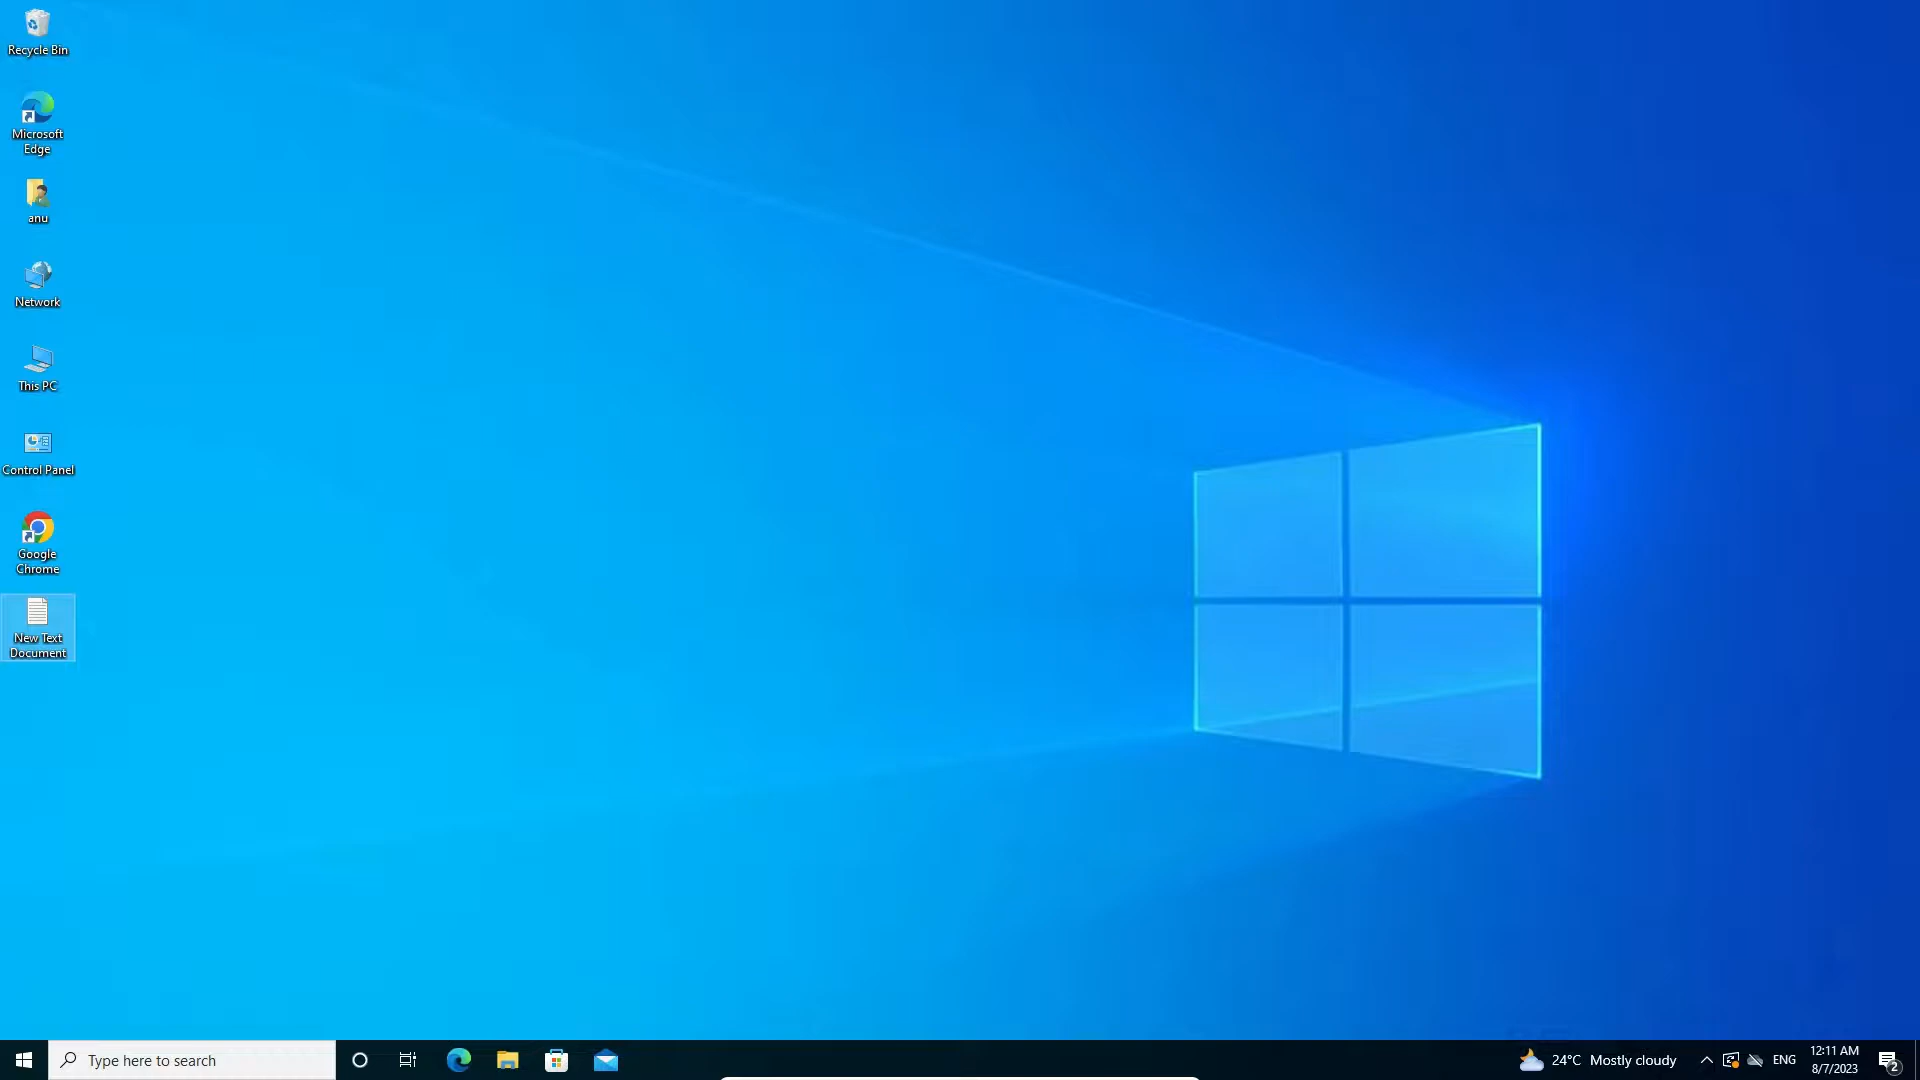 Recycle Bin
Microsoft
Edge
anu
Network
This PC
Control Panel
Google
Chrome
New Text
Document
Type here to search
24°C Mostly cloudy
ENG
12:11 AM
8/7/2023
2